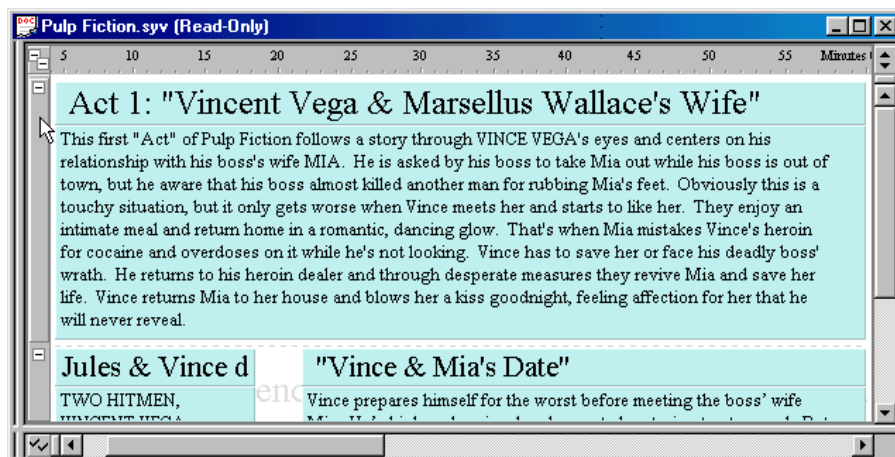 Pulp Fiction.syv (Read-Only)
5 10 15 20 25 30 35 40 45 50 55 Minutes
Act 1: "Vincent Vega & Marsellus Wallace's Wife"
This first "Act" of Pulp Fiction follows a story through VINCE VEGA's eyes and centers on his
relationship with his boss's wife MIA. He is asked by his boss to take Mia out while his boss is out of
town, but he aware that his boss almost killed another man for rubbing Mia's feet. Obviously this is a
touchy situation, but it only gets worse when Vince meets her and starts to like her. They enjoy an
intimate meal and return home in a romantic, dancing glow. That's when Mia mistakes Vince's heroin
for cocaine and overdoses on it while he's not looking. Vince has to save her or face his deadly boss'
wrath. He returns to his heroin dealer and through desperate measures they revive Mia and save her
life. Vince returns Mia to her house and blows her a kiss goodnight, feeling affection for her that he
will never reveal.
Jules & Vince d
"Vince & Mia's Date"
TWO HITMEN,
VINCENT VEGA
enc
Vince prepares himself for the worst before meeting the boss' wife